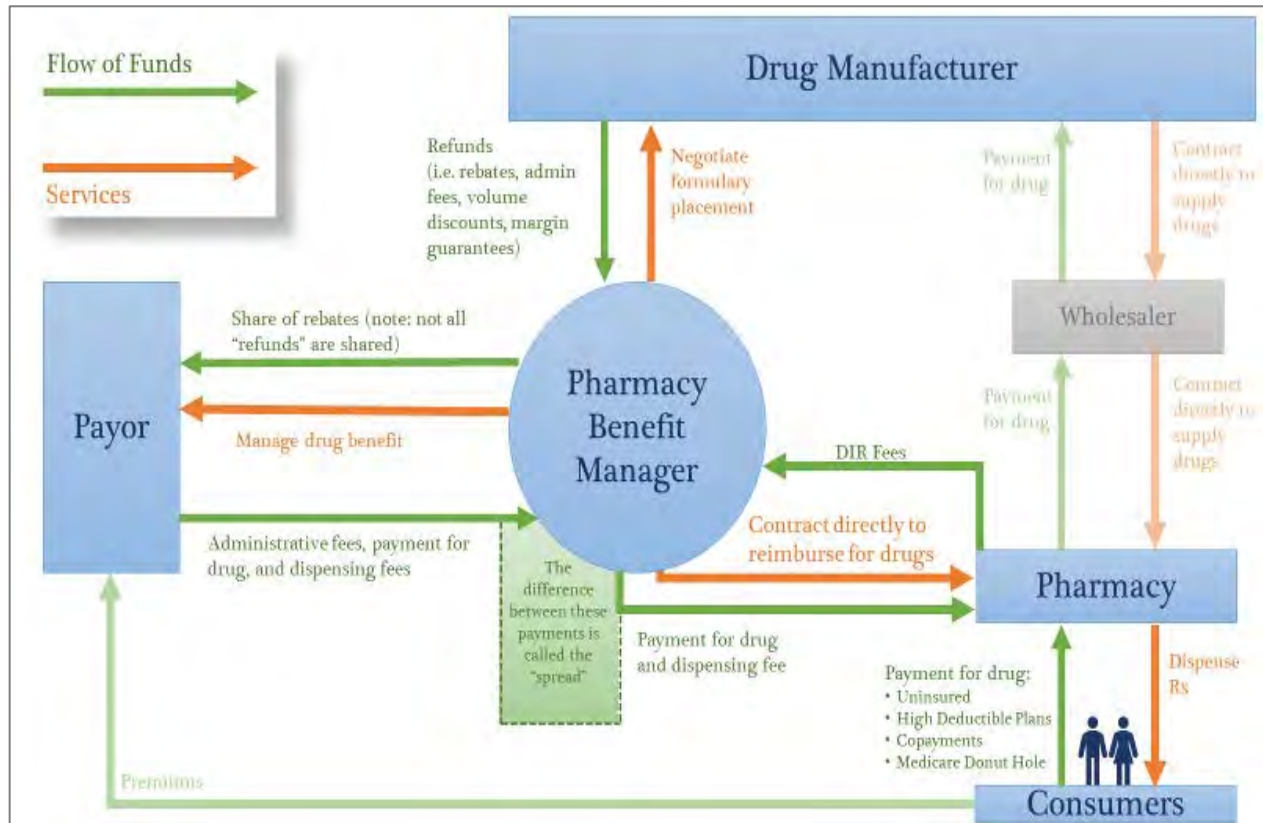 Drug Manufacturer
Flow of Funds
Services
Refunds
(i.e. rebates, admin
fees, volume
discounts, margin
guarantees)
Negotiate
formulary
placement
Payment
for drug
Contract
directly to
supply
drugs
Wholesaler
Payor
Share of rebates (note: not all
"refunds" are shared)
Manage drug benefit
Administrative fees, payment for
drug, and dispensing fees
Pharmacy
Benefit
Manager
The
difference
between these
payments is
called the
"spread"
DIR Fees
Contract directly to
reimburse for drugs
Payment for drug
and dispensing fee
Payment
for drug
Contract
directly to
supply
drugs
Pharmacy
Payment for drug:
• Uninsured
• High Deductible Plans
• Copayments
• Medicare Donut Hole
Dispense
Rx
Premiums
Consumers